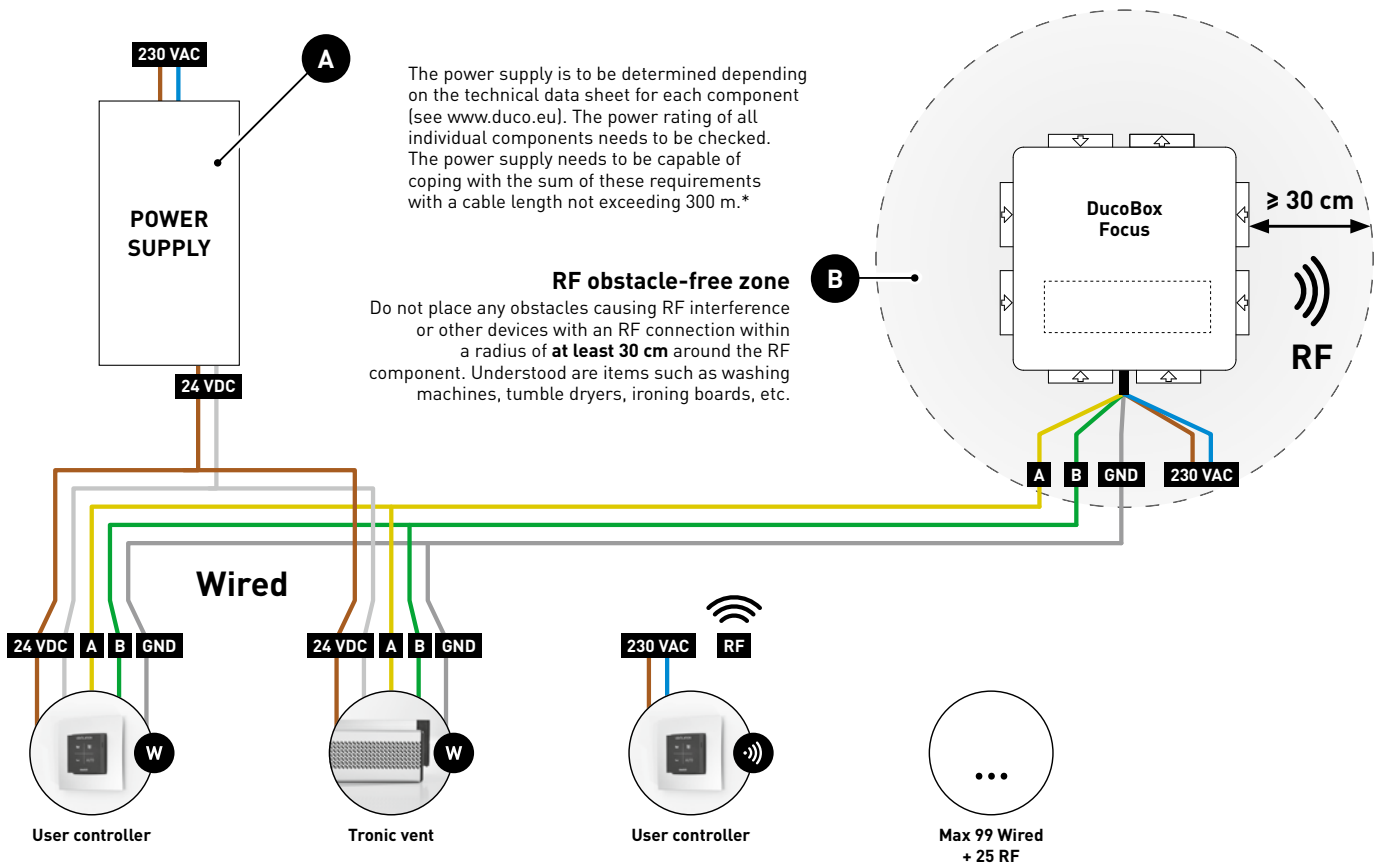 230 VAC
A
POWER
SUPPLY
24 VDC
The power supply is to be determined depending
on the technical data sheet for each component
(see www.duco.eu). The power rating of all
individual components needs to be checked.
The power supply needs to be capable of
coping with the sum of these requirements
with a cable length not exceeding 300 m.*
RF obstacle-free zone
B
Do not place any obstacles causing RF interference
or other devices with an RF connection within
a radius of at least 30 cm around the RF
component. Understood are items such as washing
machines, tumble dryers, ironing boards, etc.
DucoBox
Focus
≥ 30 cm
RF
A B GND 230 VAC
Wired
24 VDC A B GND
24 VDC A B GND
230 VAC RF
W
W
User controller
Tronic vent
User controller
...
Max 99 Wired
+ 25 RF